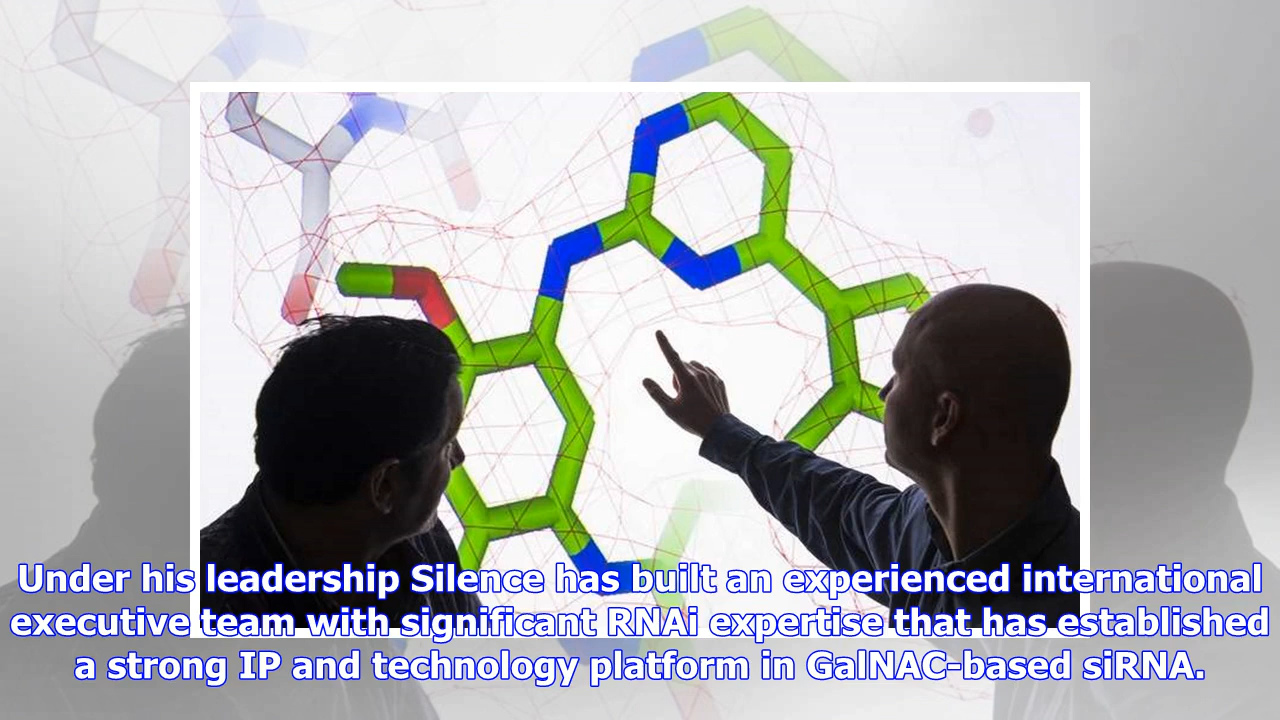 Under his leadership Silence has built an experienced international
executive team with significant RNAi expertise that has established
a strong IP and technology platform in GalNAC-based siRNA.